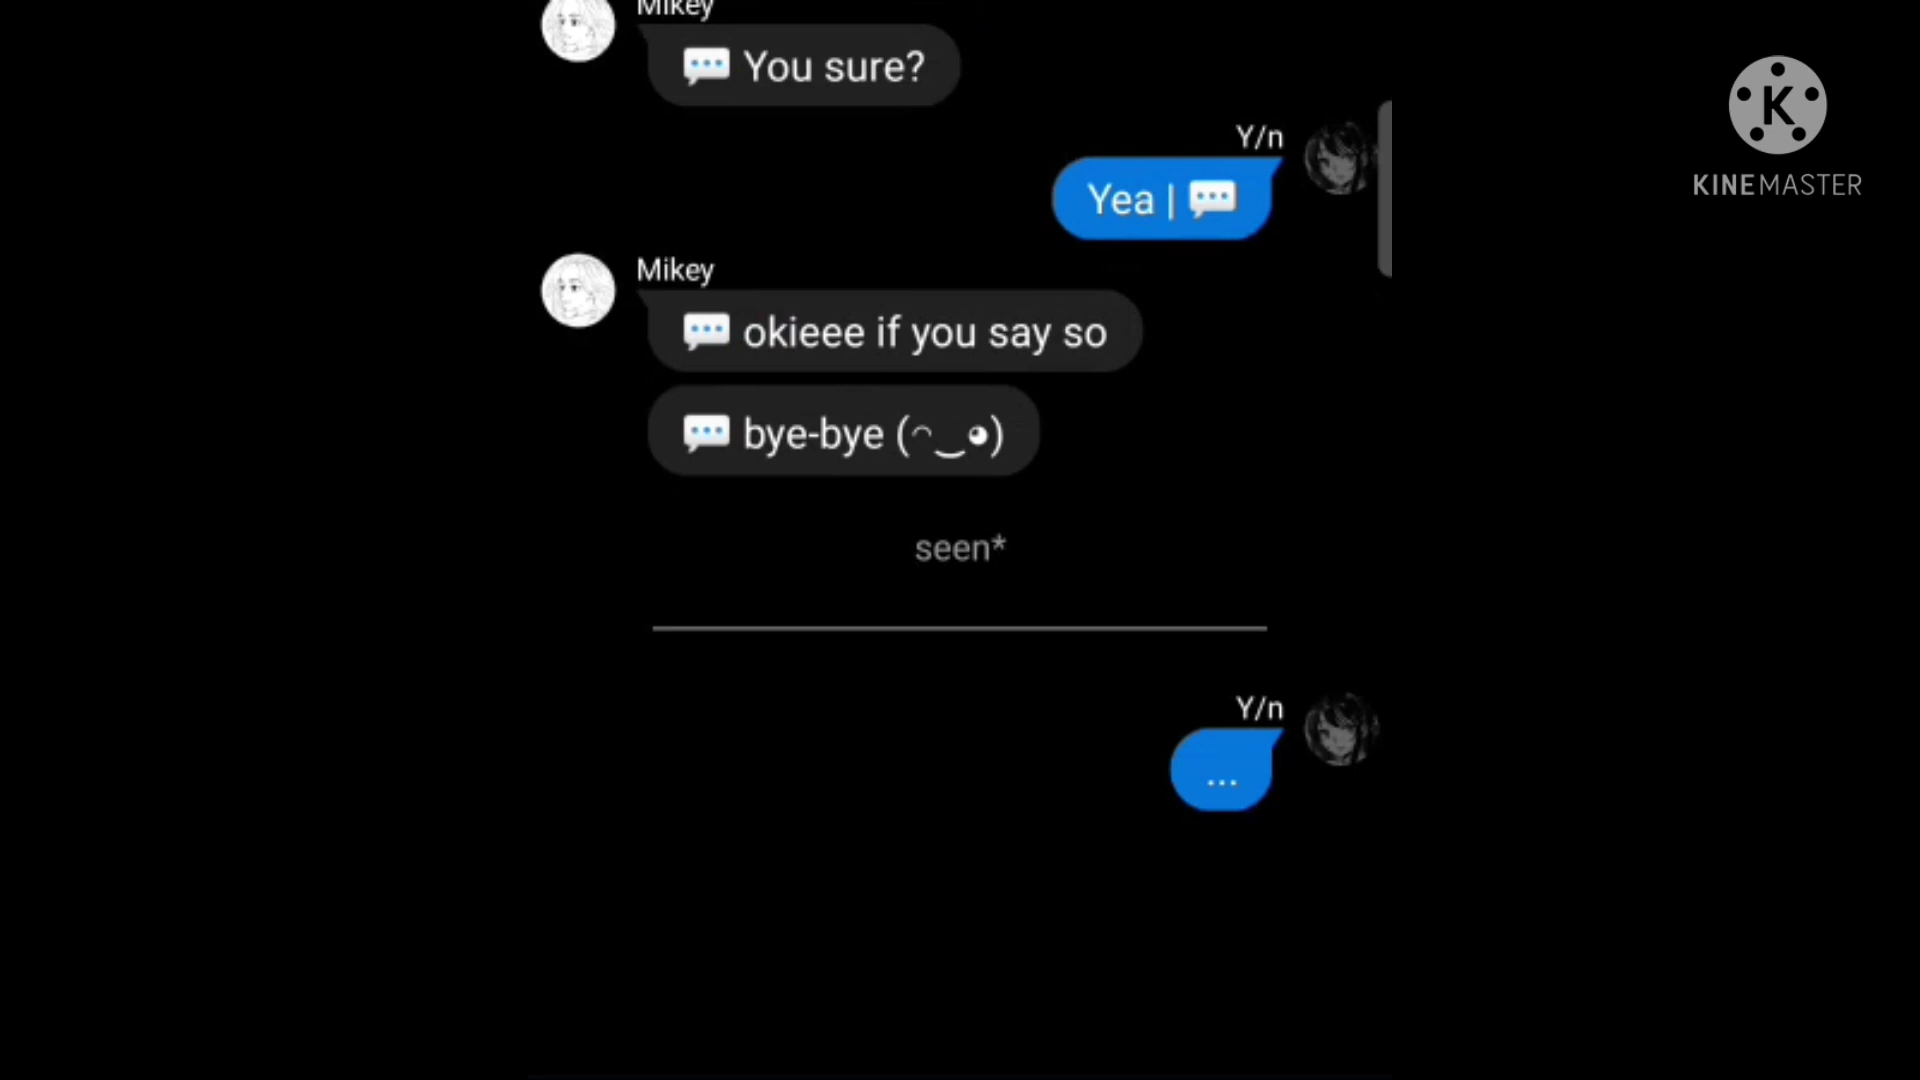 Mikey
💬 You sure?
Y/n
Yea | 💬
Mikey
💬 okieee if you say so
💬 bye-bye (◠‿◕)
seen*
Y/n
...
K
KINEMASTER